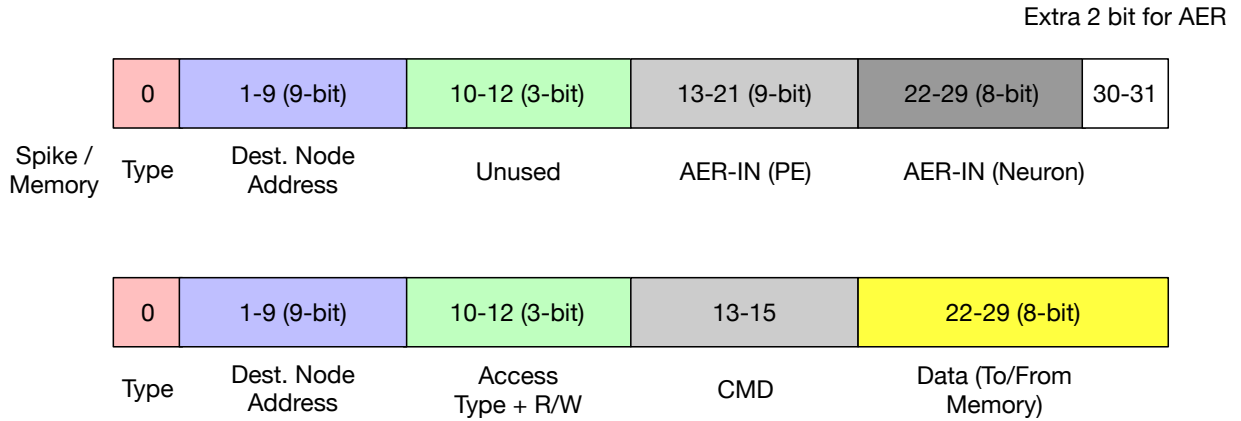 Extra 2 bit for AER
0
1-9 (9-bit)
10-12 (3-bit)
13-21 (9-bit)
22-29 (8-bit)
30-31
Spike /
Memory
Type
Dest. Node
Address
Unused
AER-IN (PE)
AER-IN (Neuron)
0
1-9 (9-bit)
10-12 (3-bit)
13-15
22-29 (8-bit)
Type
Dest. Node
Address
Access
Type + R/W
CMD
Data (To/From
Memory)